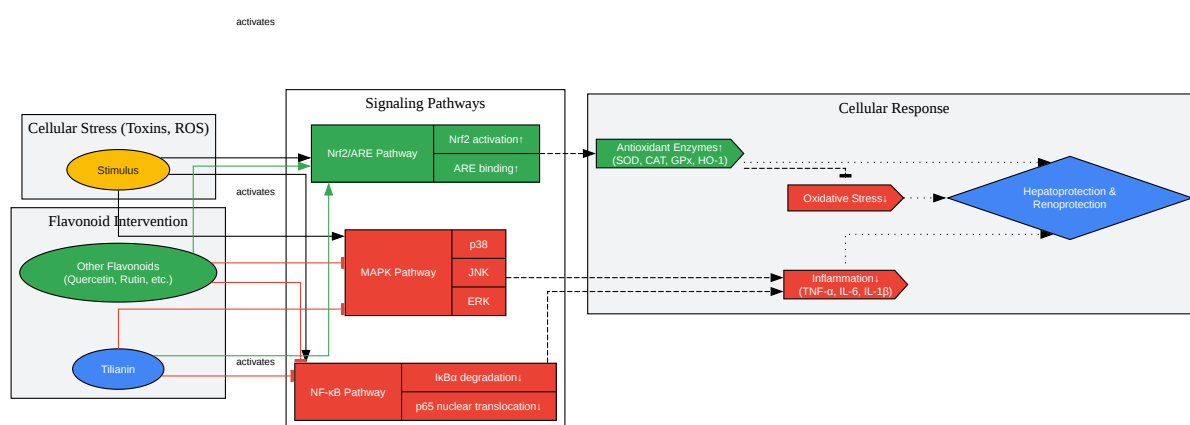 activates
Signaling Pathways
Cellular Response
Cellular Stress (Toxins, ROS)
Stimulus
Nrf2/ARE Pathway
Nrf2 activation↑
ARE binding↑
Antioxidant Enzymes↑
(SOD, CAT, GPx, HO-1)
activates
Oxidative Stress↓
Hepatoprotection &
Renoprotection
Flavonoid Intervention
Other Flavonoids
(Quercetin, Rutin, etc.)
MAPK Pathway
p38
JNK
ERK
Inflammation↓
(TNF-α, IL-6, IL-1β)
activates
Tilianin
NF-κB Pathway
IκBα degradation↓
p65 nuclear translocation↓